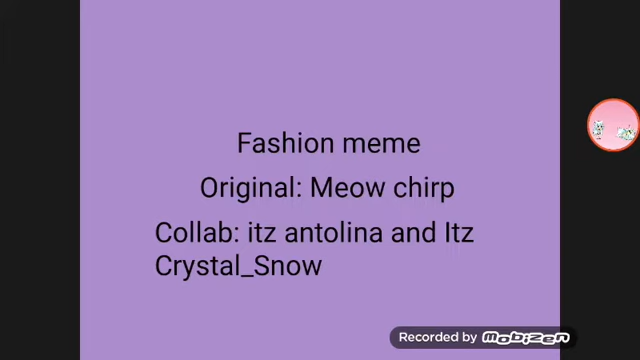 Fashion meme
Original: Meow chirp
Collab: itz antolina and Itz
Crystal_Snow
Recorded by MOBIZEN